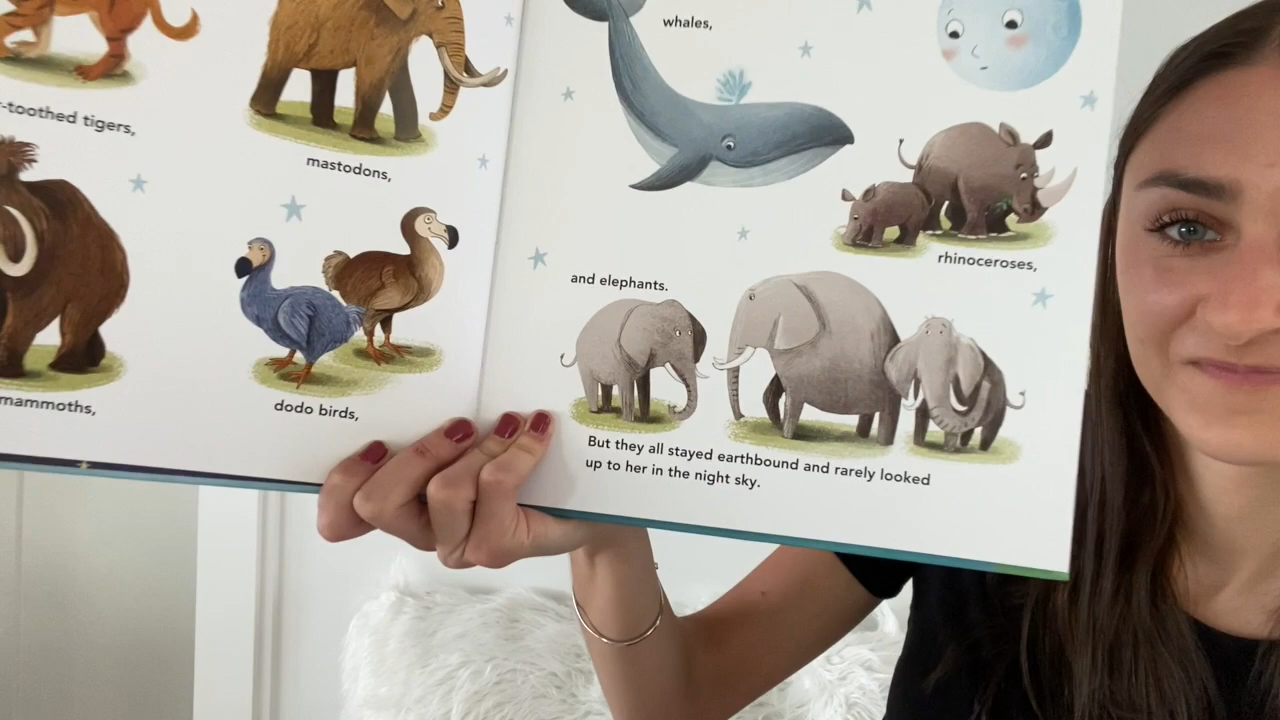 -toothed tigers,
mastodons,
mammoths,
dodo birds,
whales,
rhinoceroses,
and elephants.
But they all stayed earthbound and rarely looked
up to her in the night sky.